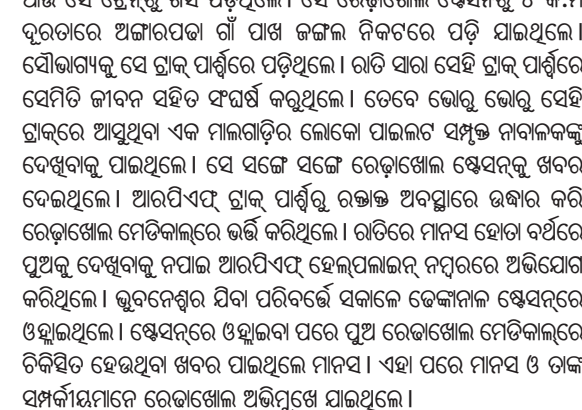 ଦୂରତାରେ ଅଙ୍ଗାରପଡା ଗାଁ ପାଖ ଜଙ୍ଗଲ ନିକଟରେ ପଡ଼ି ଯାଇଥିଲେ।
ସୌଭାଗ୍ୟକୁ ସେ ଟ୍ରାକ୍ ପାର୍ଶ୍ୱରେ ପଡ଼ିଥିଲେ। ରାତି ସାରା ସେହି ଟ୍ରାକ୍ ପାର୍ଶ୍ୱରେ
ସେମିତି ଜୀବନ ସହିତ ସଂଘର୍ଷ କରୁଥିଲେ। ତେବେ ଭୋରୁ ଭୋରୁ ସେହି
ଟ୍ରାକ୍‌ରେ ଆସୁଥିବା ଏକ ମାଲଗାଡ଼ିର ଲୋକୋ ପାଇଲଟ ସମ୍ପୃକ୍ତ ନାବାଳକଙ୍କୁ
ଦେଖିବାକୁ ପାଇଥିଲେ। ସେ ସଙ୍ଗେ ସଙ୍ଗେ ରେଢ଼ାଖୋଲ ଷ୍ଟେସନ୍‌କୁ ଖବର
ଦେଇଥିଲେ। ଆରପିଏଫ୍ ଟ୍ରାକ୍ ପାର୍ଶ୍ୱରୁ ରକ୍ତାକ୍ତ ଅବସ୍ଥାରେ ଉଦ୍ଧାର କରି
ରେଢ଼ାଖୋଲ ମେଡିକାଲ୍‌ରେ ଭର୍ତ୍ତି କରିଥିଲେ। ରାତିରେ ମାନସ ହୋତା ବର୍ଥରେ
ପୁଅକୁ ଦେଖିବାକୁ ନପାଇ ଆରପିଏଫ୍ ହେଲ୍‌ପଲାଇନ୍ ନମ୍ବରରେ ଅଭିଯୋଗ
କରିଥିଲେ। ଭୁବନେଶ୍ୱର ଯିବା ପରିବର୍ତ୍ତେ ସକାଳେ ଢେଙ୍କାନାଳ ଷ୍ଟେସନ୍‌ରେ
ଓହ୍ଲାଇଥିଲେ। ଷ୍ଟେସନ୍‌ରେ ଓହ୍ଲାଇବା ପରେ ପୁଅ ରେଢାଖୋଲ ମେଡିକାଲ୍‌ରେ
ଚିକିତ୍ସିତ ହେଉଥିବା ଖବର ପାଇଥିଲେ ମାନସ। ଏହା ପରେ ମାନସ ଓ ତାଙ୍କ
ସମ୍ପର୍କୀୟମାନେ ରେଢାଖୋଲ ଅଭିମୁଖେ ଯାଇଥିଲେ।